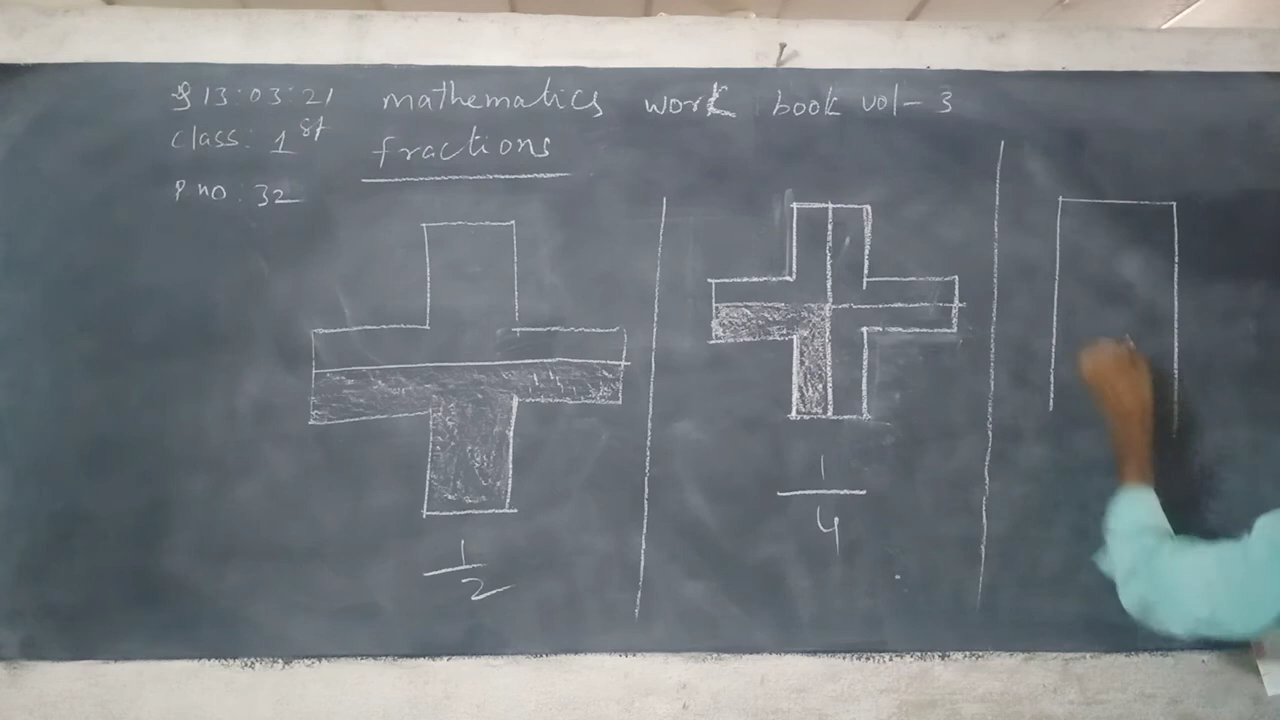 13:03:21 mathematics work book vol-3
class: 1st fractions
P no: 32
1/2
1/4